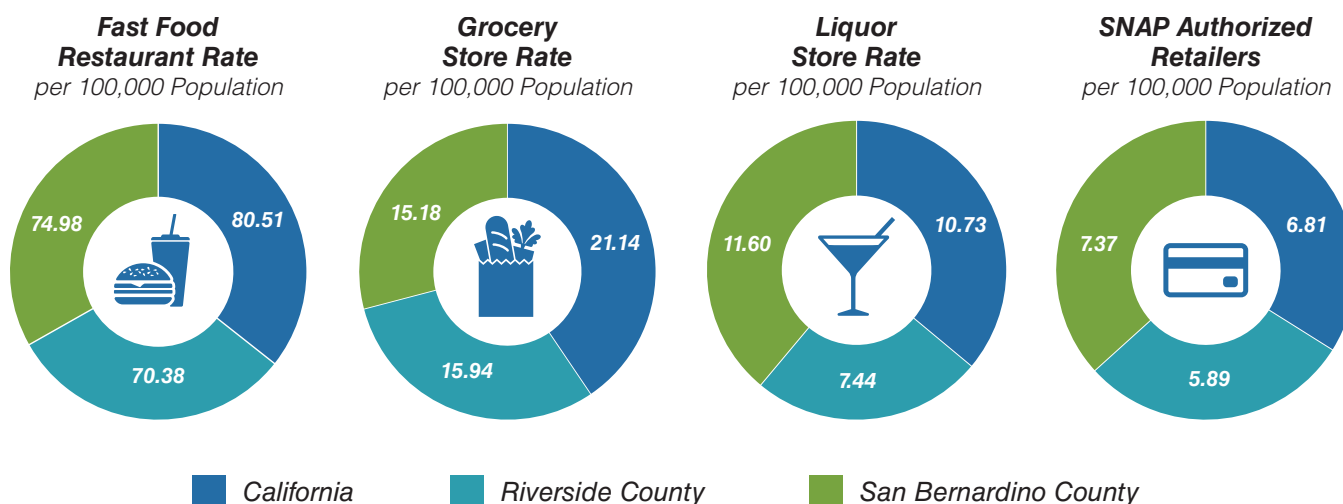 Fast Food
Restaurant Rate
per 100,000 Population
80.51
74.98
70.38
Grocery
Store Rate
per 100,000 Population
15.18
21.14
15.94
Liquor
Store Rate
per 100,000 Population
11.60
10.73
7.44
SNAP Authorized
Retailers
per 100,000 Population
7.37
6.81
5.89
California
Riverside County
San Bernardino County